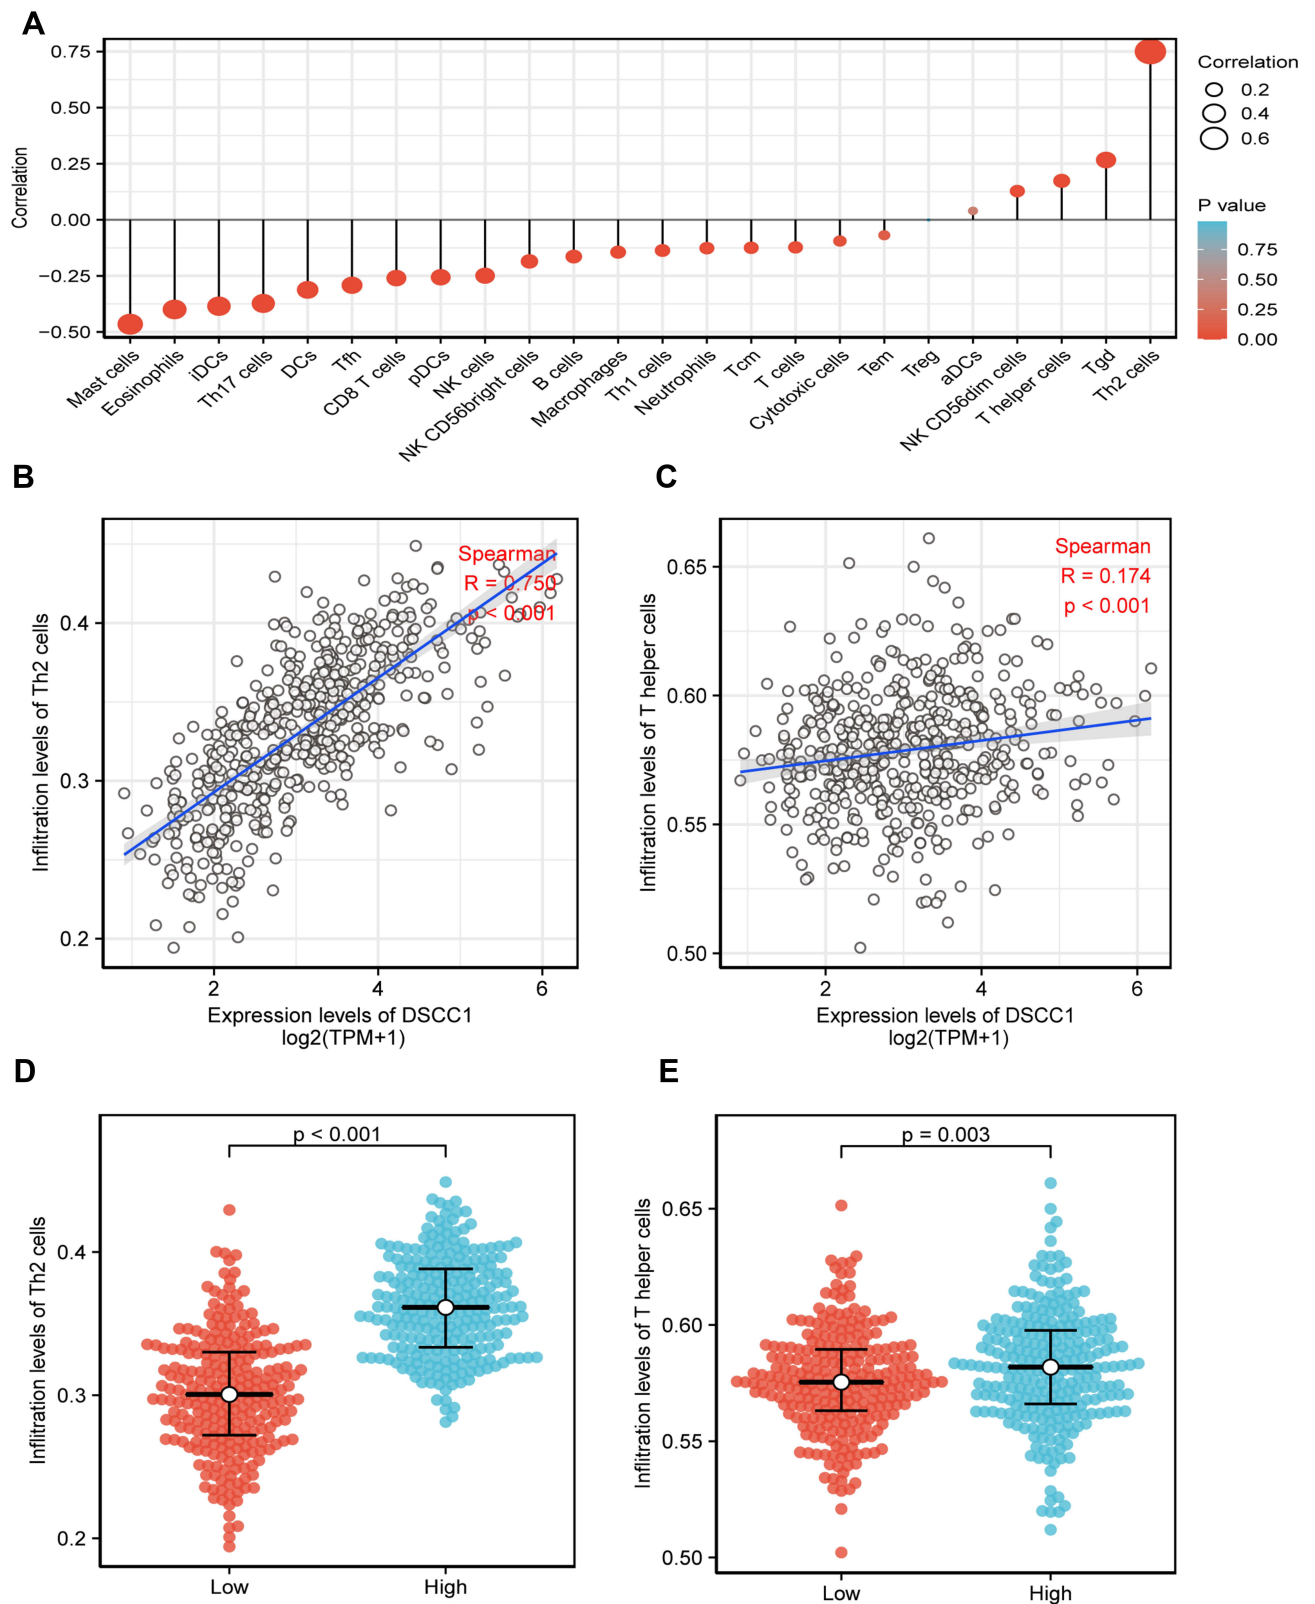 A
0.75
0.50
0.25
0.00
−0.25
−0.50
Correlation
Mast cells
Eosinophils
iDCs
Th17 cells
DCs
Tfh
CD8 T cells
pDCs
NK cells
NK CD56bright cells
B cells
Macrophages
Th1 cells
Neutrophils
Tcm
T cells
Cytotoxic cells
Tem
Treg
aDCs
NK CD56dim cells
T helper cells
Tgd
Th2 cells
Correlation
0.2
0.4
0.6
P value
0.75
0.50
0.25
0.00
B
Inflitration levels of Th2 cells
0.4
0.3
0.2
Spearman
R = 0.750
p < 0.001
2
4
6
Expression levels of DSCC1
log2(TPM+1)
C
Inflitration levels of T helper cells
0.65
0.60
0.55
0.50
Spearman
R = 0.174
p < 0.001
2
4
6
Expression levels of DSCC1
log2(TPM+1)
D
Inflitration levels of Th2 cells
0.4
0.3
0.2
p < 0.001
Low
High
E
Inflitration levels of T helper cells
0.65
0.60
0.55
0.50
p = 0.003
Low
High